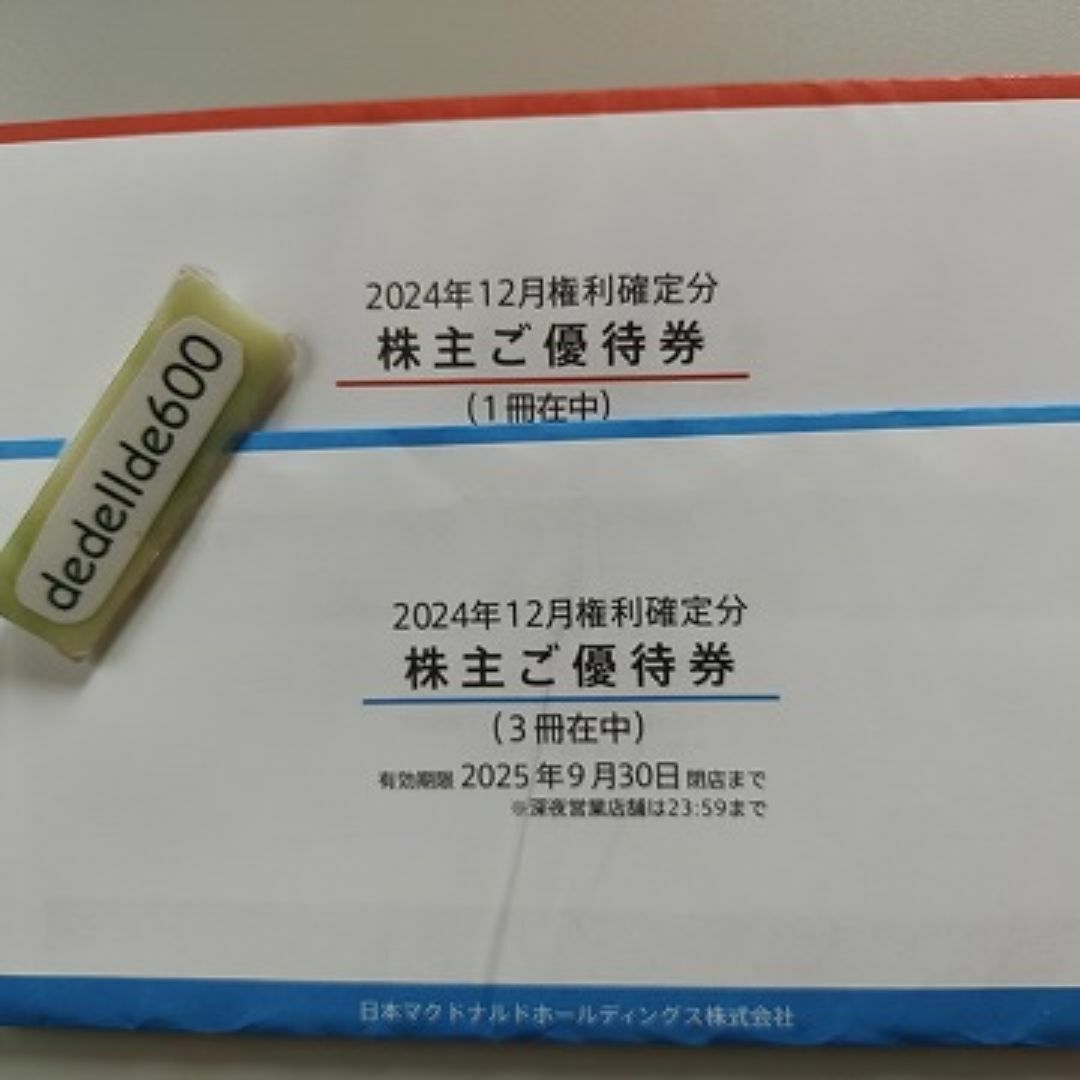 2024年12月権利確定分
株主ご優待券
(1冊在中)
dedellde600
2024年12月権利確定分
株主ご優待券
(3冊在中)
有効期限 2025年9月30日 閉店まで
※深夜営業店舗は23:59まで
日本マクドナルドホールディングス株式会社